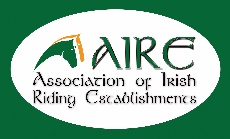 AIRE
Association of Irish
Riding Establishments